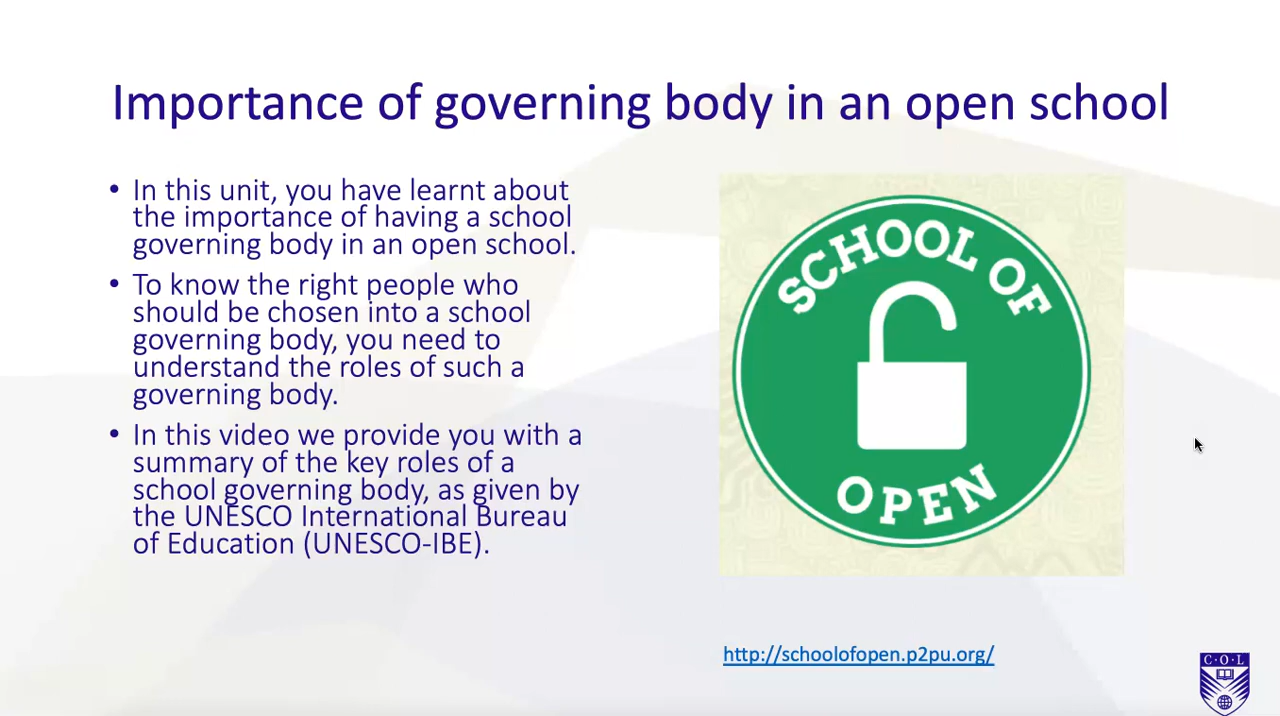 Importance of governing body in an open school
• In this unit, you have learnt about
the importance of having a school
governing body in an open school.
• To know the right people who
should be chosen into a school
governing body, you need to
understand the roles of such a
governing body.
• In this video we provide you with a
summary of the key roles of a
school governing body, as given by
the UNESCO International Bureau
of Education (UNESCO-IBE).
SCHOOL OF
OPEN
http://schoolofopen.p2pu.org/
C·O·L